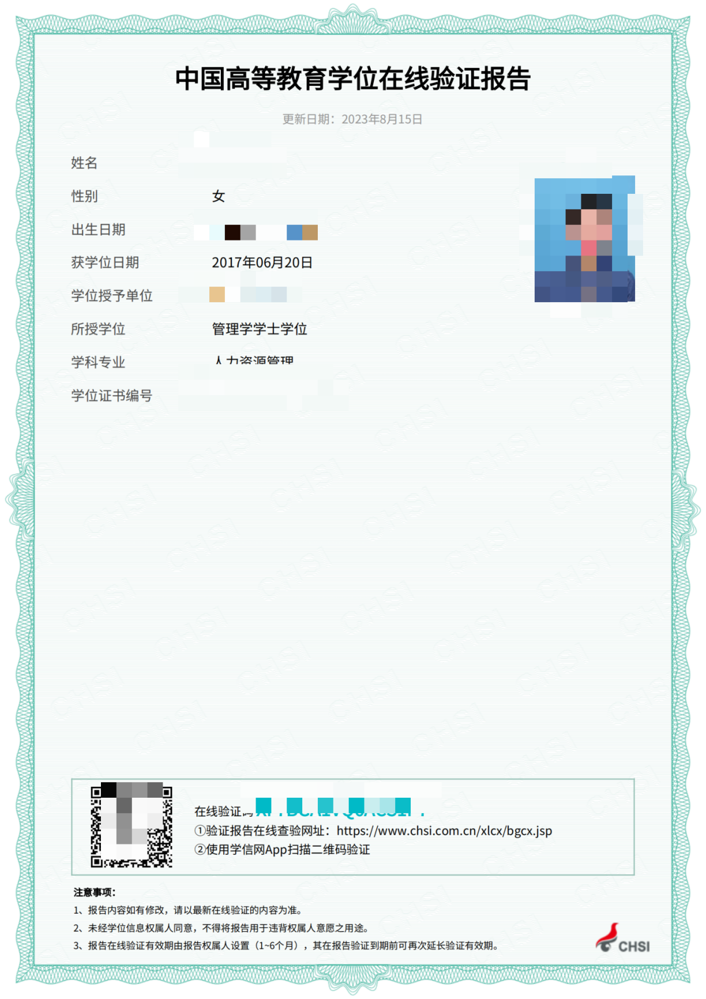 中国高等教育学位在线验证报告
更新日期：2023年8月15日
姓名
性别 女
出生日期
获学位日期 2017年06月20日
学位授予单位
所授学位 管理学学士学位
学科专业 人力资源管理
学位证书编号
在线验证码
①验证报告在线查验网址：https://www.chsi.com.cn/xlcx/bgcx.jsp
②使用学信网App扫描二维码验证
注意事项：
1、报告内容如有修改，请以最新在线验证的内容为准。
2、未经学位信息权属人同意，不得将报告用于违背权属人意愿之用途。
3、报告在线验证有效期由报告权属人设置（1~6个月），其在报告验证到期前可再次延长验证有效期。
CHSI